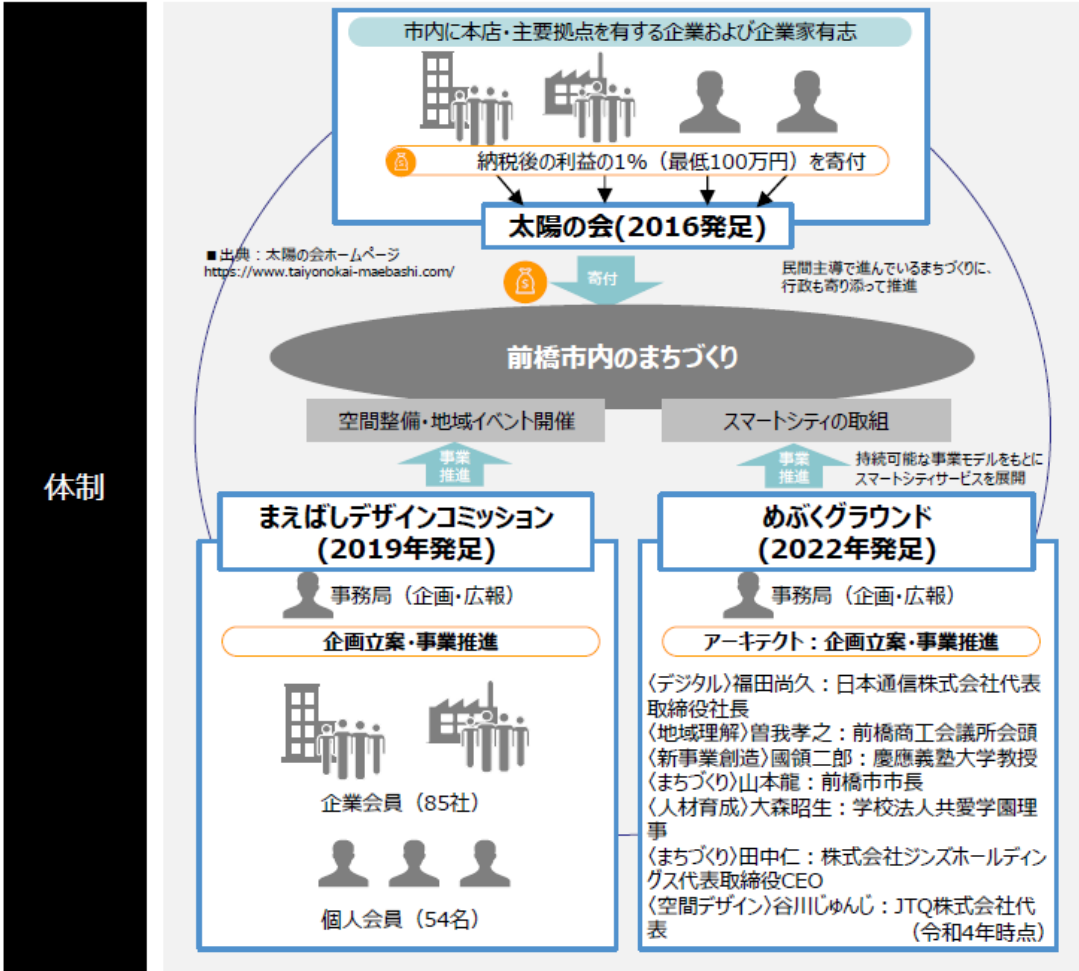 体制
市内に本店・主要拠点を有する企業および企業家有志
納税後の利益の1%（最低100万円）を寄付
太陽の会(2016発足)
■出典：太陽の会ホームページ
https://www.taiyonokai-maebashi.com/
寄付
民間主導で進んでいるまちづくりに、
行政も寄り添って推進
前橋市内のまちづくり
空間整備・地域イベント開催
スマートシティの取組
事業
推進
事業
推進
持続可能な事業モデルをもとに
スマートシティサービスを展開
まえばしデザインコミッション
(2019年発足)
事務局（企画・広報）
企画立案・事業推進
企業会員（85社）
個人会員（54名）
めぶくグラウンド
(2022年発足)
事務局（企画・広報）
アーキテクト：企画立案・事業推進
〈デジタル〉福田尚久：日本通信株式会社代表
取締役社長
〈地域理解〉曽我孝之：前橋商工会議所会頭
〈新事業創造〉國領二郎：慶應義塾大学教授
〈まちづくり〉山本龍：前橋市市長
〈人材育成〉大森昭生：学校法人共愛学園理
事
〈まちづくり〉田中仁：株式会社ジンズホールディン
グス代表取締役CEO
〈空間デザイン〉谷川じゅんじ：JTQ株式会社代
表
（令和4年時点）